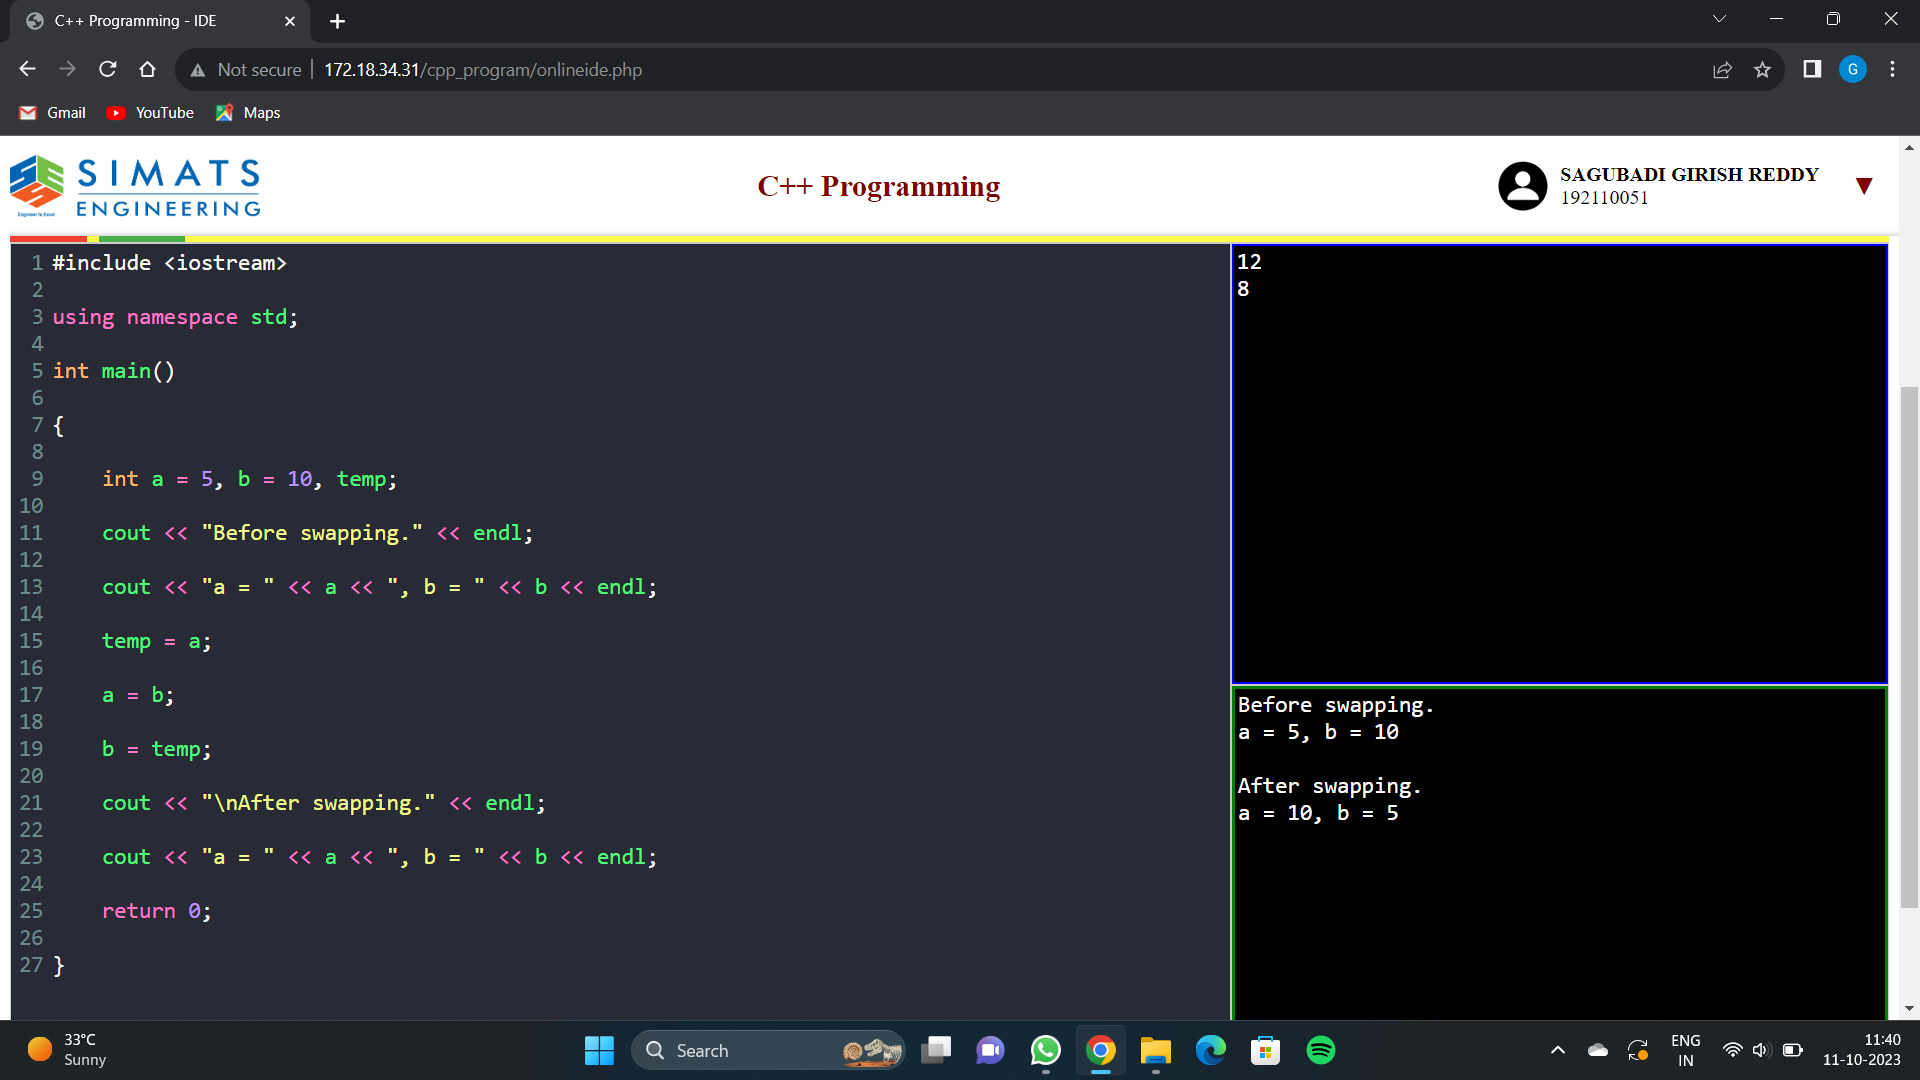 C++ Programming - IDE
Not secure
172.18.34.31/cpp_program/onlineide.php
G
Gmail
YouTube
Maps
SIMATS
ENGINEERING
Engineer to Excel
C++ Programming
SAGUBADI GIRISH REDDY
192110051
1 #include <iostream>
2
3 using namespace std;
4
5 int main()
6
7 {
8
9     int a = 5, b = 10, temp;
10
11     cout << "Before swapping." << endl;
12
13     cout << "a = " << a << ", b = " << b << endl;
14
15     temp = a;
16
17     a = b;
18
19     b = temp;
20
21     cout << "\nAfter swapping." << endl;
22
23     cout << "a = " << a << ", b = " << b << endl;
24
25     return 0;
26
27 }
12
8
Before swapping.
a = 5, b = 10
After swapping.
a = 10, b = 5
33°C
Sunny
Search
ENG
IN
11:40
11-10-2023